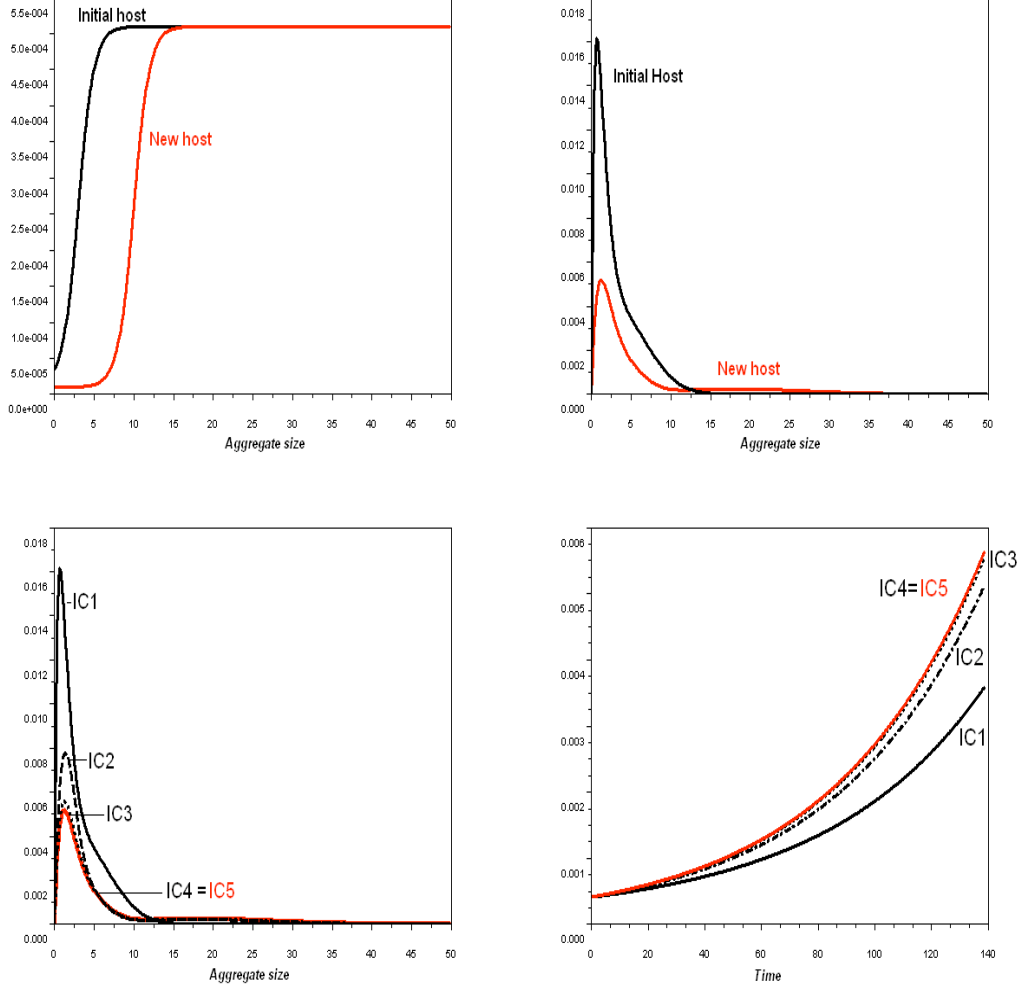 5.5e-004
5.0e-004
4.5e-004
4.0e-004
3.5e-004
3.0e-004
2.5e-004
2.0e-004
1.5e-004
1.0e-004
5.0e-005
0.0e+000
Initial host
New host
0 5 10 15 20 25 30 35 40 45 50
Aggregate size
0.018
0.016
0.014
0.012
0.010
0.008
0.006
0.004
0.002
0.000
Initial Host
New host
0 5 10 15 20 25 30 35 40 45 50
Aggregate size
0.018
0.016
0.014
0.012
0.010
0.008
0.006
0.004
0.002
0.000
IC1
IC2
IC3
IC4 =IC5
0 5 10 15 20 25 30 35 40 45 50
Aggregate size
0.006
0.005
0.004
0.003
0.002
0.001
0.000
IC3
IC4=IC5
IC2
IC1
0 20 40 60 80 100 120 140
Time